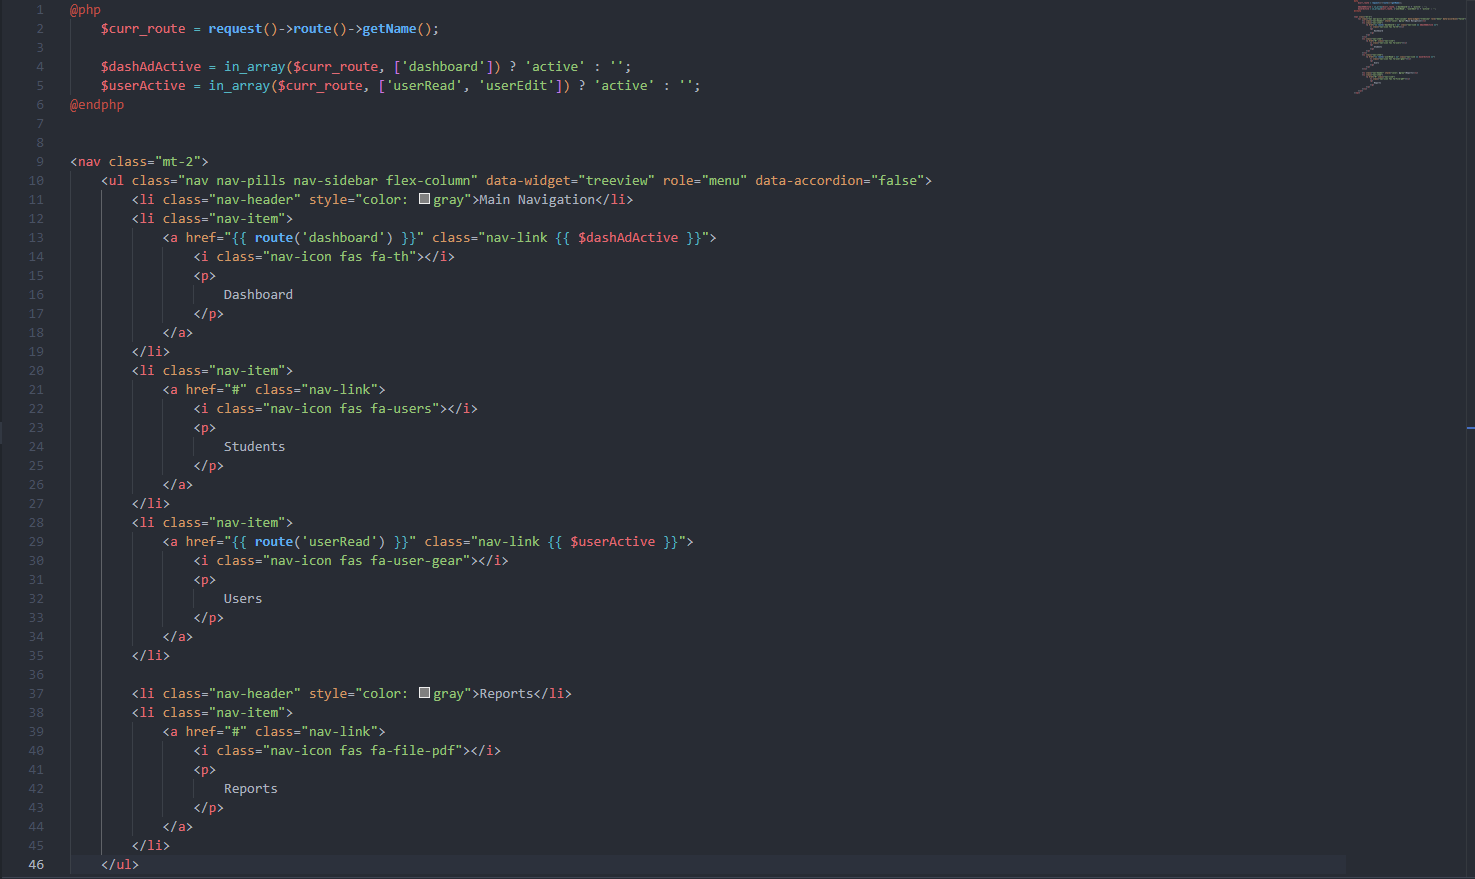 1 @php
2 $curr_route = request()->route()->getName();
3
4 $dashAdActive = in_array($curr_route, ['dashboard']) ? 'active' : '';
5 $userActive = in_array($curr_route, ['userRead', 'userEdit']) ? 'active' : '';
6 @endphp
7
8
9 <nav class="mt-2">
10 <ul class="nav nav-pills nav-sidebar flex-column" data-widget="treeview" role="menu" data-accordion="false">
11 <li class="nav-header" style="color: gray">Main Navigation</li>
12 <li class="nav-item">
13 <a href="{{ route('dashboard') }}" class="nav-link {{ $dashAdActive }}">
14 <i class="nav-icon fas fa-th"></i>
15 <p>
16 Dashboard
17 </p>
18 </a>
19 </li>
20 <li class="nav-item">
21 <a href="#" class="nav-link">
22 <i class="nav-icon fas fa-users"></i>
23 <p>
24 Students
25 </p>
26 </a>
27 </li>
28 <li class="nav-item">
29 <a href="{{ route('userRead') }}" class="nav-link {{ $userActive }}">
30 <i class="nav-icon fas fa-user-gear"></i>
31 <p>
32 Users
33 </p>
34 </a>
35 </li>
36
37 <li class="nav-header" style="color: gray">Reports</li>
38 <li class="nav-item">
39 <a href="#" class="nav-link">
40 <i class="nav-icon fas fa-file-pdf"></i>
41 <p>
42 Reports
43 </p>
44 </a>
45 </li>
46 </ul>